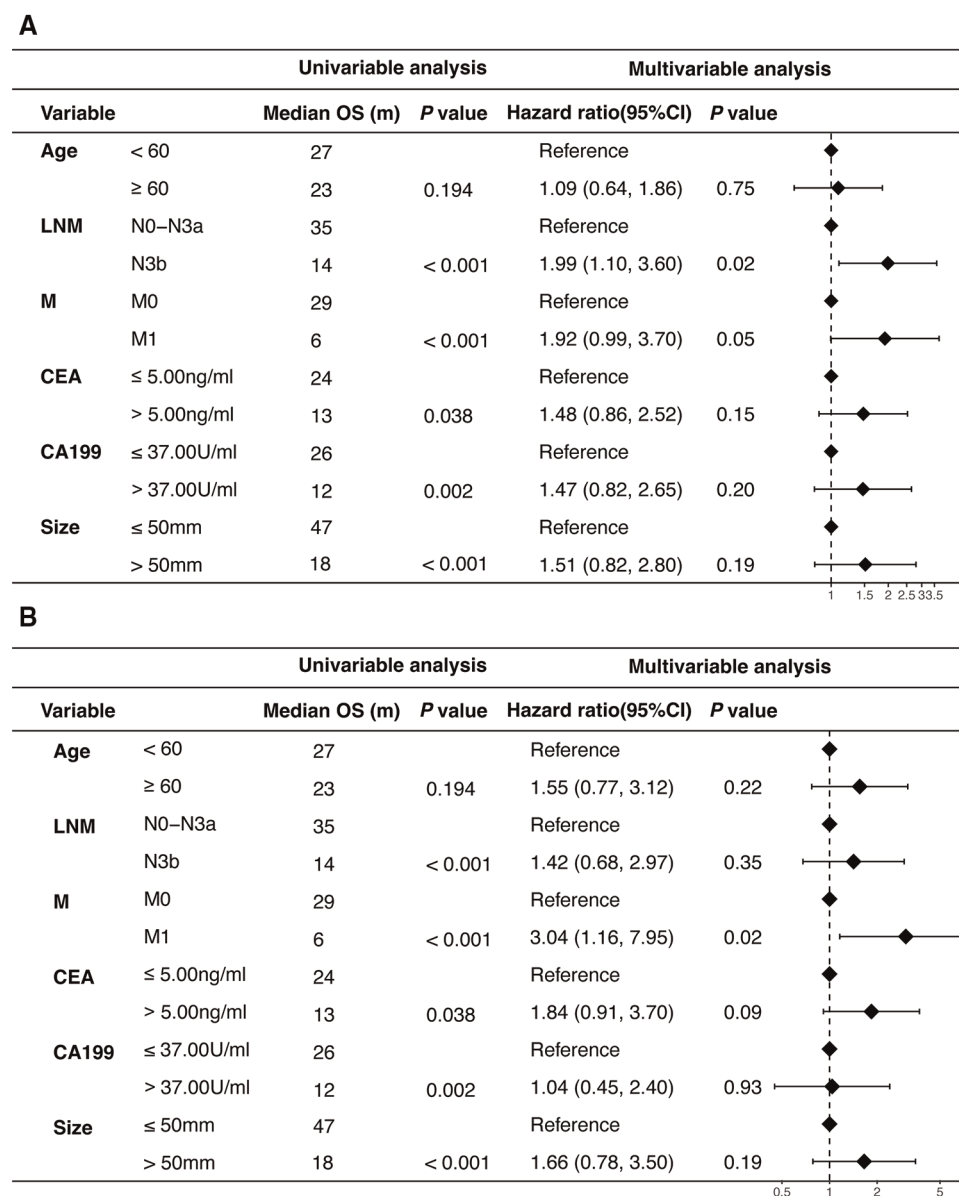 A
Univariable analysis Multivariable analysis
Variable Median OS (m) P value Hazard ratio(95%CI) P value
Age < 60 27 Reference
≥ 60 23 0.194 1.09 (0.64, 1.86) 0.75
LNM N0–N3a 35 Reference
N3b 14 < 0.001 1.99 (1.10, 3.60) 0.02
M M0 29 Reference
M1 6 < 0.001 1.92 (0.99, 3.70) 0.05
CEA ≤ 5.00ng/ml 24 Reference
> 5.00ng/ml 13 0.038 1.48 (0.86, 2.52) 0.15
CA199 ≤ 37.00U/ml 26 Reference
> 37.00U/ml 12 0.002 1.47 (0.82, 2.65) 0.20
Size ≤ 50mm 47 Reference
> 50mm 18 < 0.001 1.51 (0.82, 2.80) 0.19
1 1.5 2 2.5 33.5
B
Univariable analysis Multivariable analysis
Variable Median OS (m) P value Hazard ratio(95%CI) P value
Age < 60 27 Reference
≥ 60 23 0.194 1.55 (0.77, 3.12) 0.22
LNM N0–N3a 35 Reference
N3b 14 < 0.001 1.42 (0.68, 2.97) 0.35
M M0 29 Reference
M1 6 < 0.001 3.04 (1.16, 7.95) 0.02
CEA ≤ 5.00ng/ml 24 Reference
> 5.00ng/ml 13 0.038 1.84 (0.91, 3.70) 0.09
CA199 ≤ 37.00U/ml 26 Reference
> 37.00U/ml 12 0.002 1.04 (0.45, 2.40) 0.93
Size ≤ 50mm 47 Reference
> 50mm 18 < 0.001 1.66 (0.78, 3.50) 0.19
0.5 1 2 5